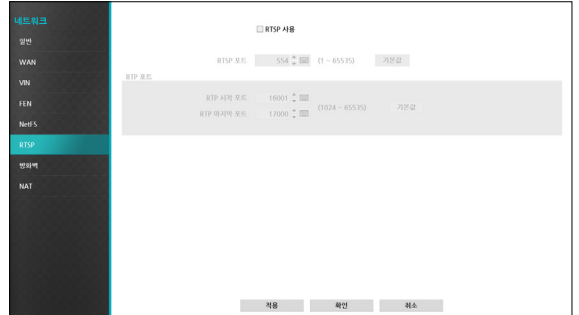 네트워크
일반
WAN
VIN
FEN
NetFS
RTSP
방화벽
NAT
RTSP 사용
RTSP 포트 554 (1 ~ 65535) 기본값
RTP 포트
RTP 시작 포트 16001
(1024 ~ 65535) 기본값
RTP 마지막 포트 17000
적용 확인 취소